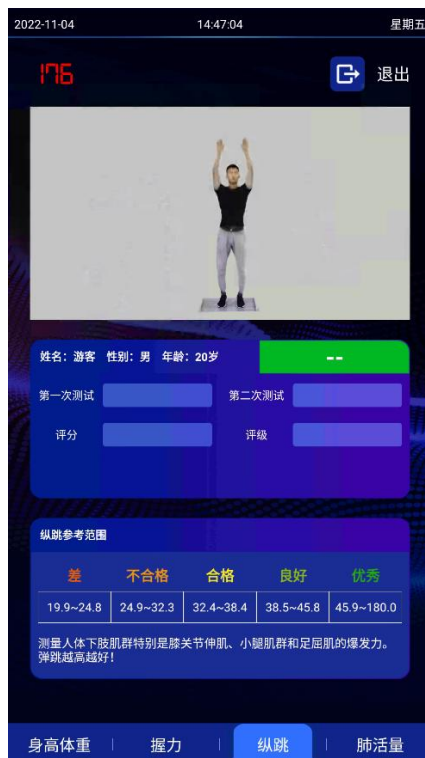 2022-11-04 14:47:04 星期五
176 退出
姓名：游客 性别：男 年龄：20岁 --
第一次测试 第二次测试
评分 评级
纵跳参考范围
差 不合格 合格 良好 优秀
19.9~24.8 24.9~32.3 32.4~38.4 38.5~45.8 45.9~180.0
测量人体下肢肌群特别是膝关节伸肌、小腿肌群和足屈肌的爆发力。
弹跳越高越好！
身高体重 握力 纵跳 肺活量